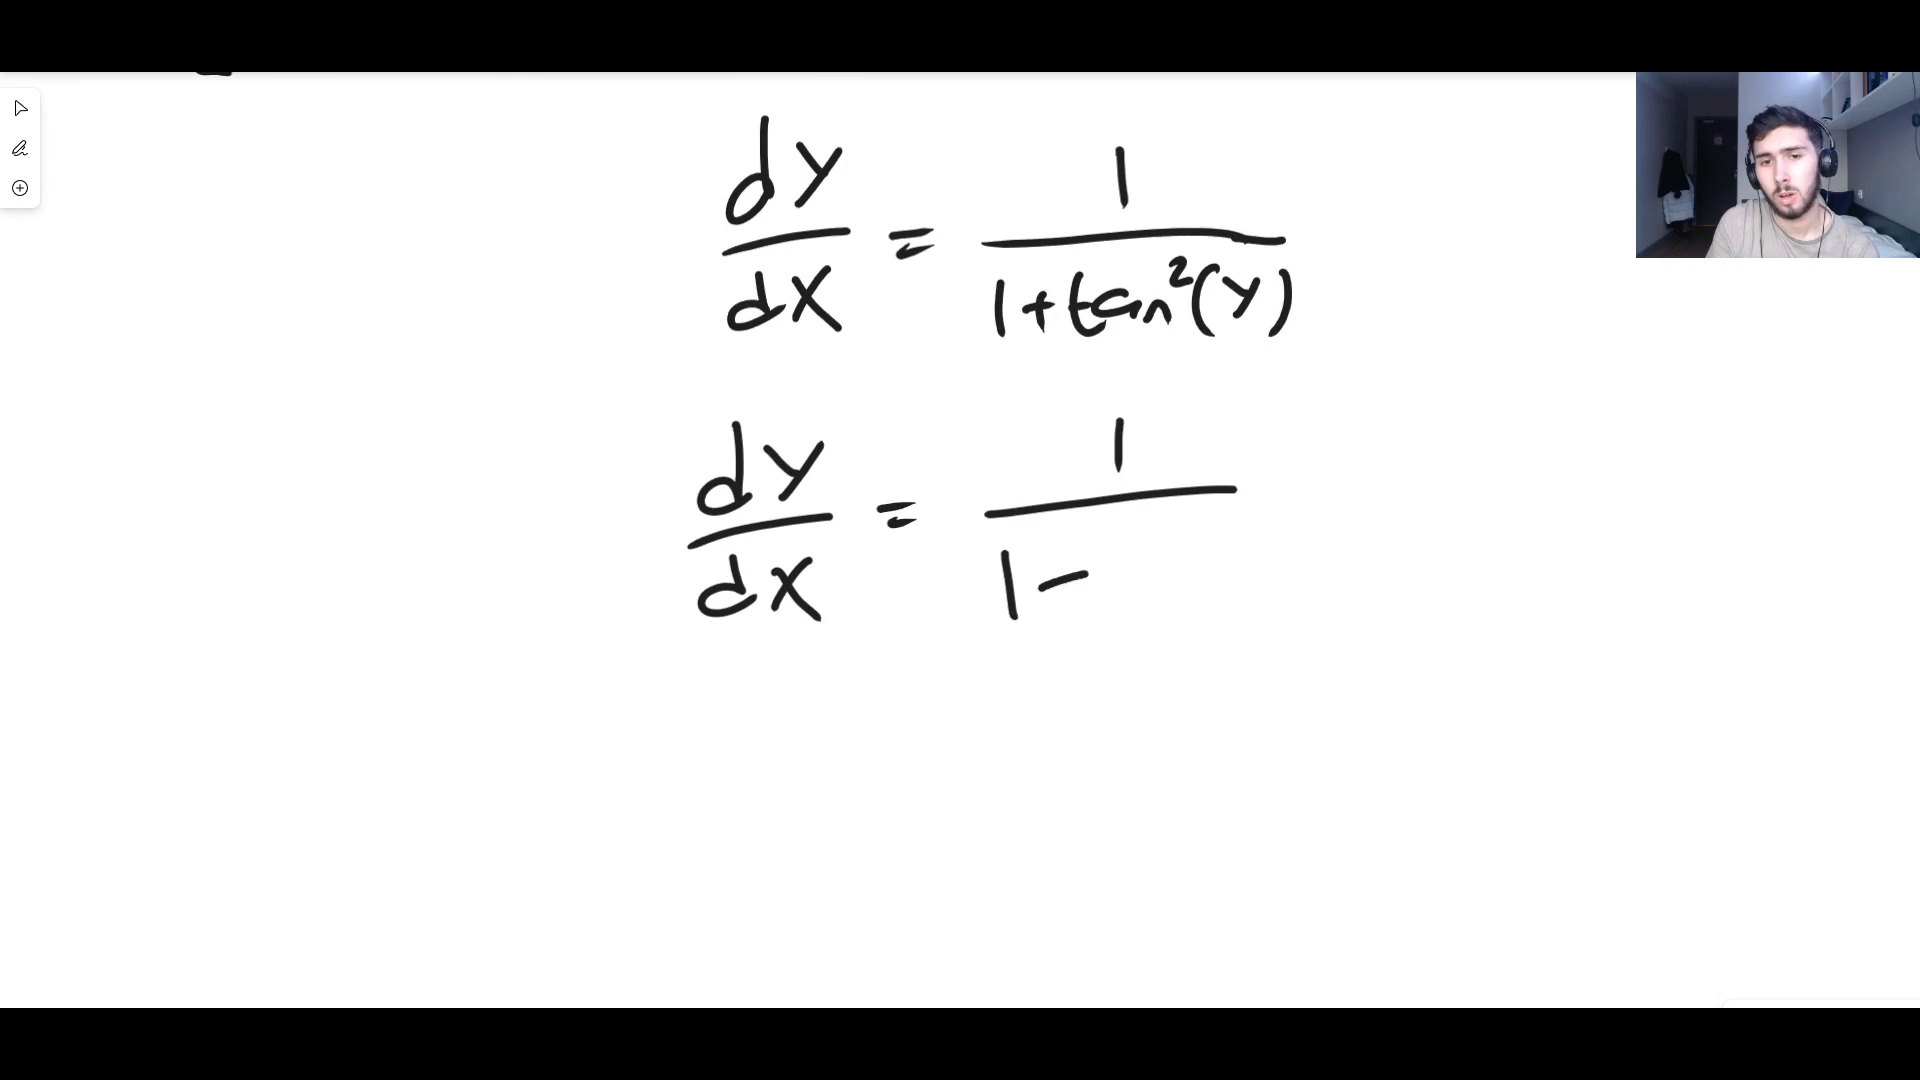 dy/dx = 1/(1+tan²(y))
dy/dx = 1/(1-